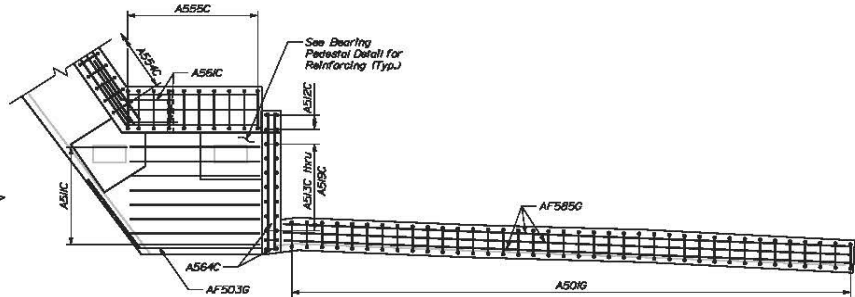 A555C
A554C
A561C
See Bearing
Pedestal Detail for
Reinforcing (Typ.)
A512C
A511C
A513C thru
A519C
AF585G
A564C
AF503G
A501G